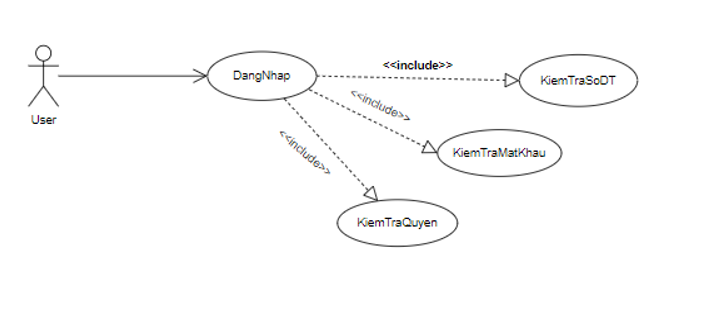 <<include>>
DangNhap
KiemTraSoDT
<<include>>
User
<<include>>
KiemTraMatKhau
KiemTraQuyen